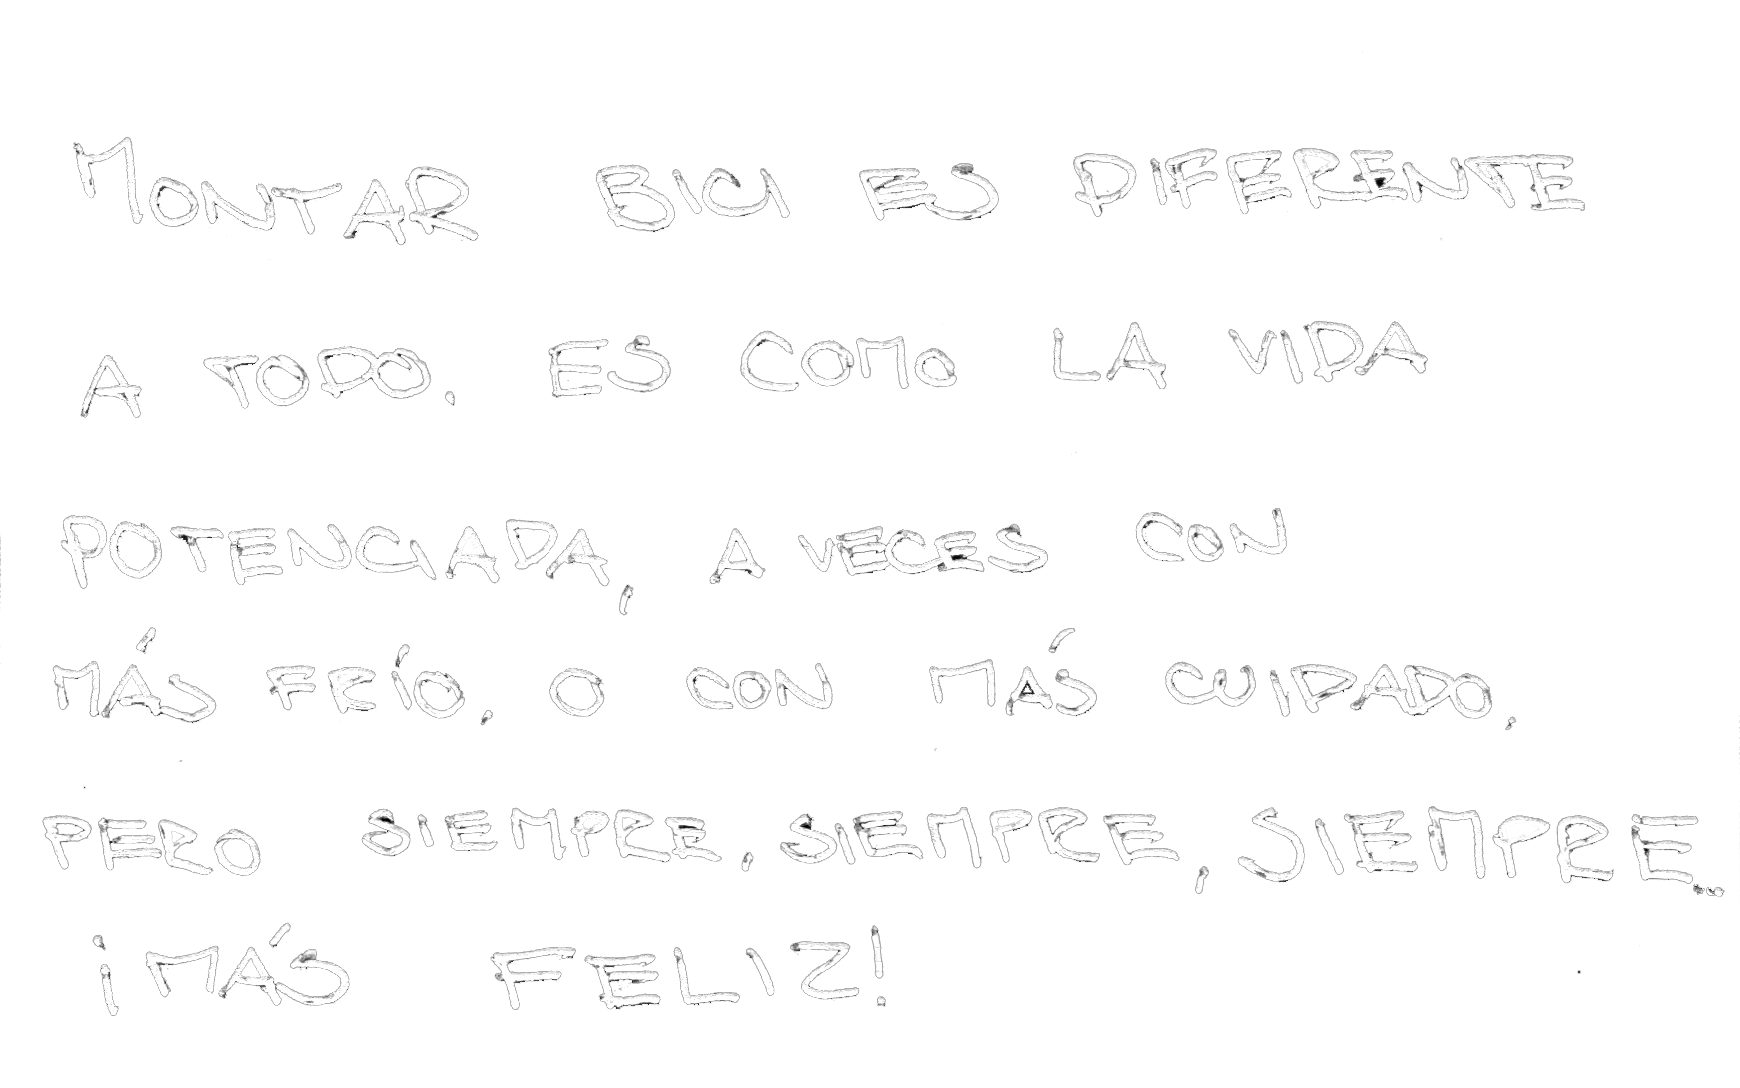 MONTAR BICI ES DIFERENTE
A TODO. ES COMO LA VIDA
POTENCIADA, A VECES CON
MÁS FRÍO, O CON MÁS CUIDADO,
PERO SIEMPRE, SIEMPRE, SIEMPRE...
¡MÁS FELIZ!